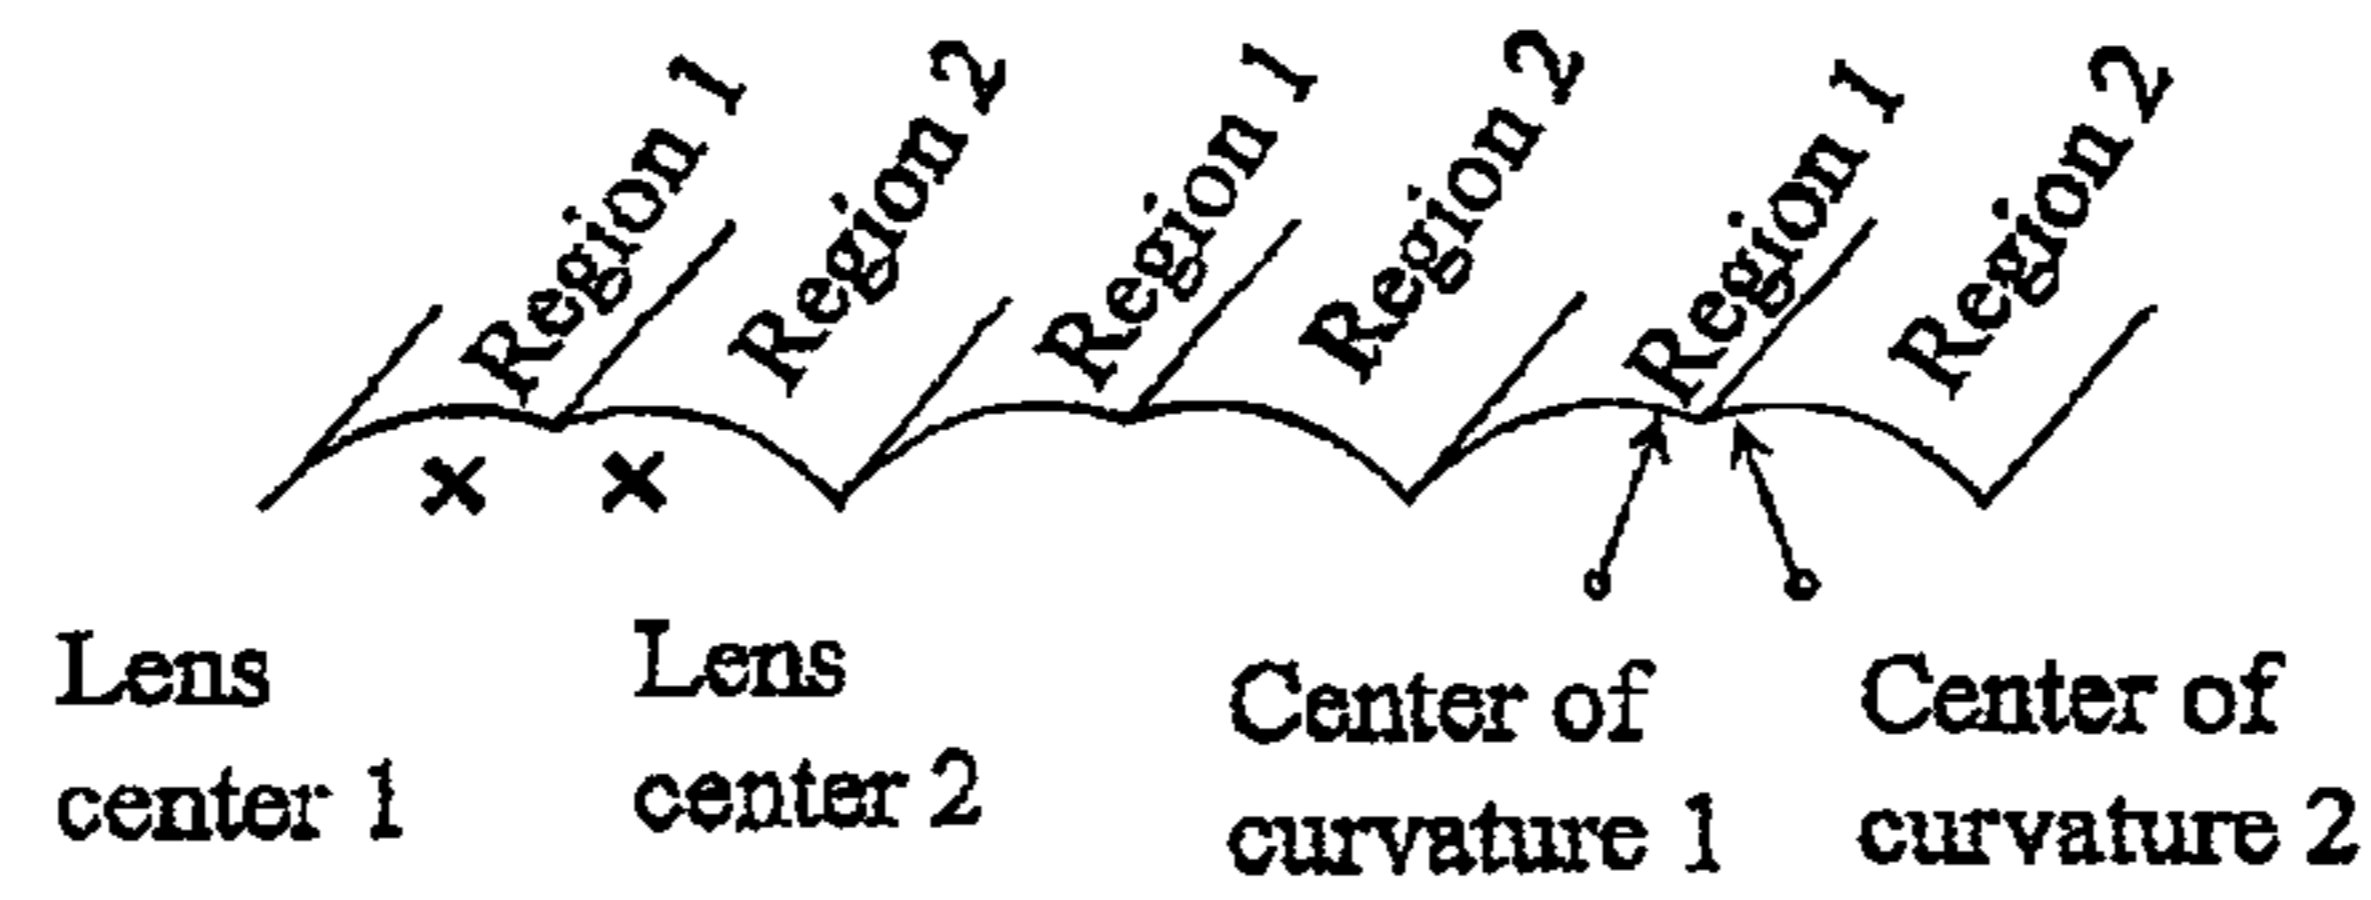 Region 1
Region 2
Region 1
Region 2
Region 1
Region 2
Lens
center 1
Lens
center 2
Center of
curvature 1
Center of
curvature 2